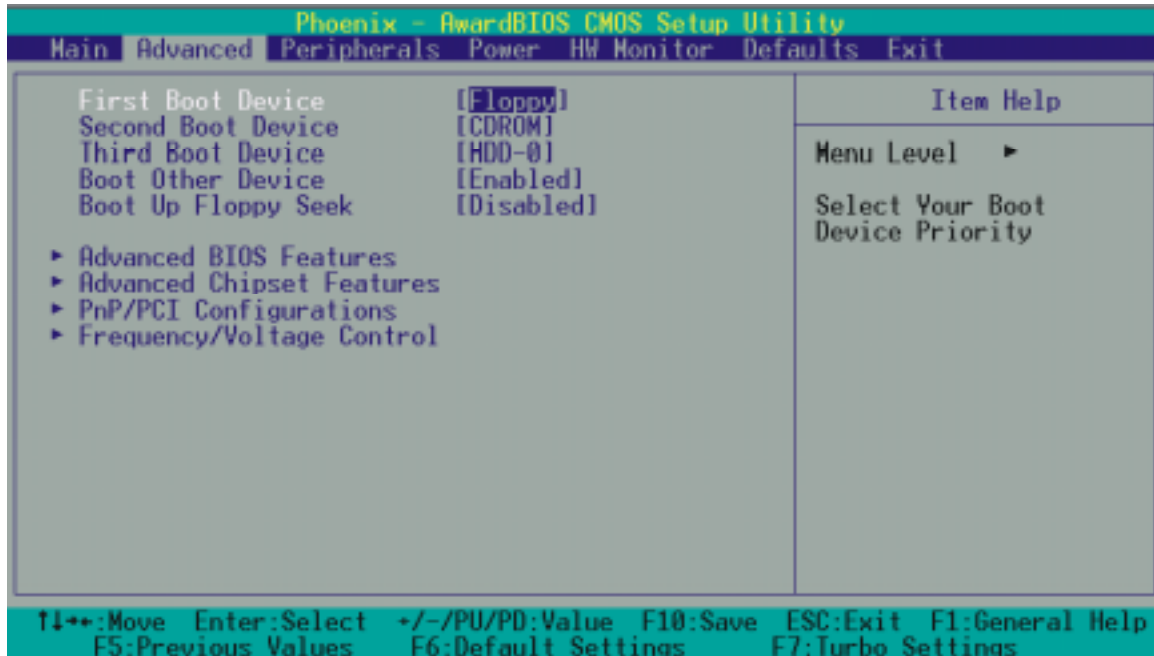 Phoenix - AwardBIOS CMOS Setup Utility
Main Advanced Peripherals Power HW Monitor Defaults Exit
First Boot Device [Floppy]
Second Boot Device [CDROM]
Third Boot Device [HDD-0]
Boot Other Device [Enabled]
Boot Up Floppy Seek [Disabled]
► Advanced BIOS Features
► Advanced Chipset Features
► PnP/PCI Configurations
► Frequency/Voltage Control
Item Help
Menu Level ►
Select Your Boot
Device Priority
↑↓→←:Move Enter:Select +/-/PU/PD:Value F10:Save ESC:Exit F1:General Help
F5:Previous Values F6:Default Settings F7:Turbo Settings